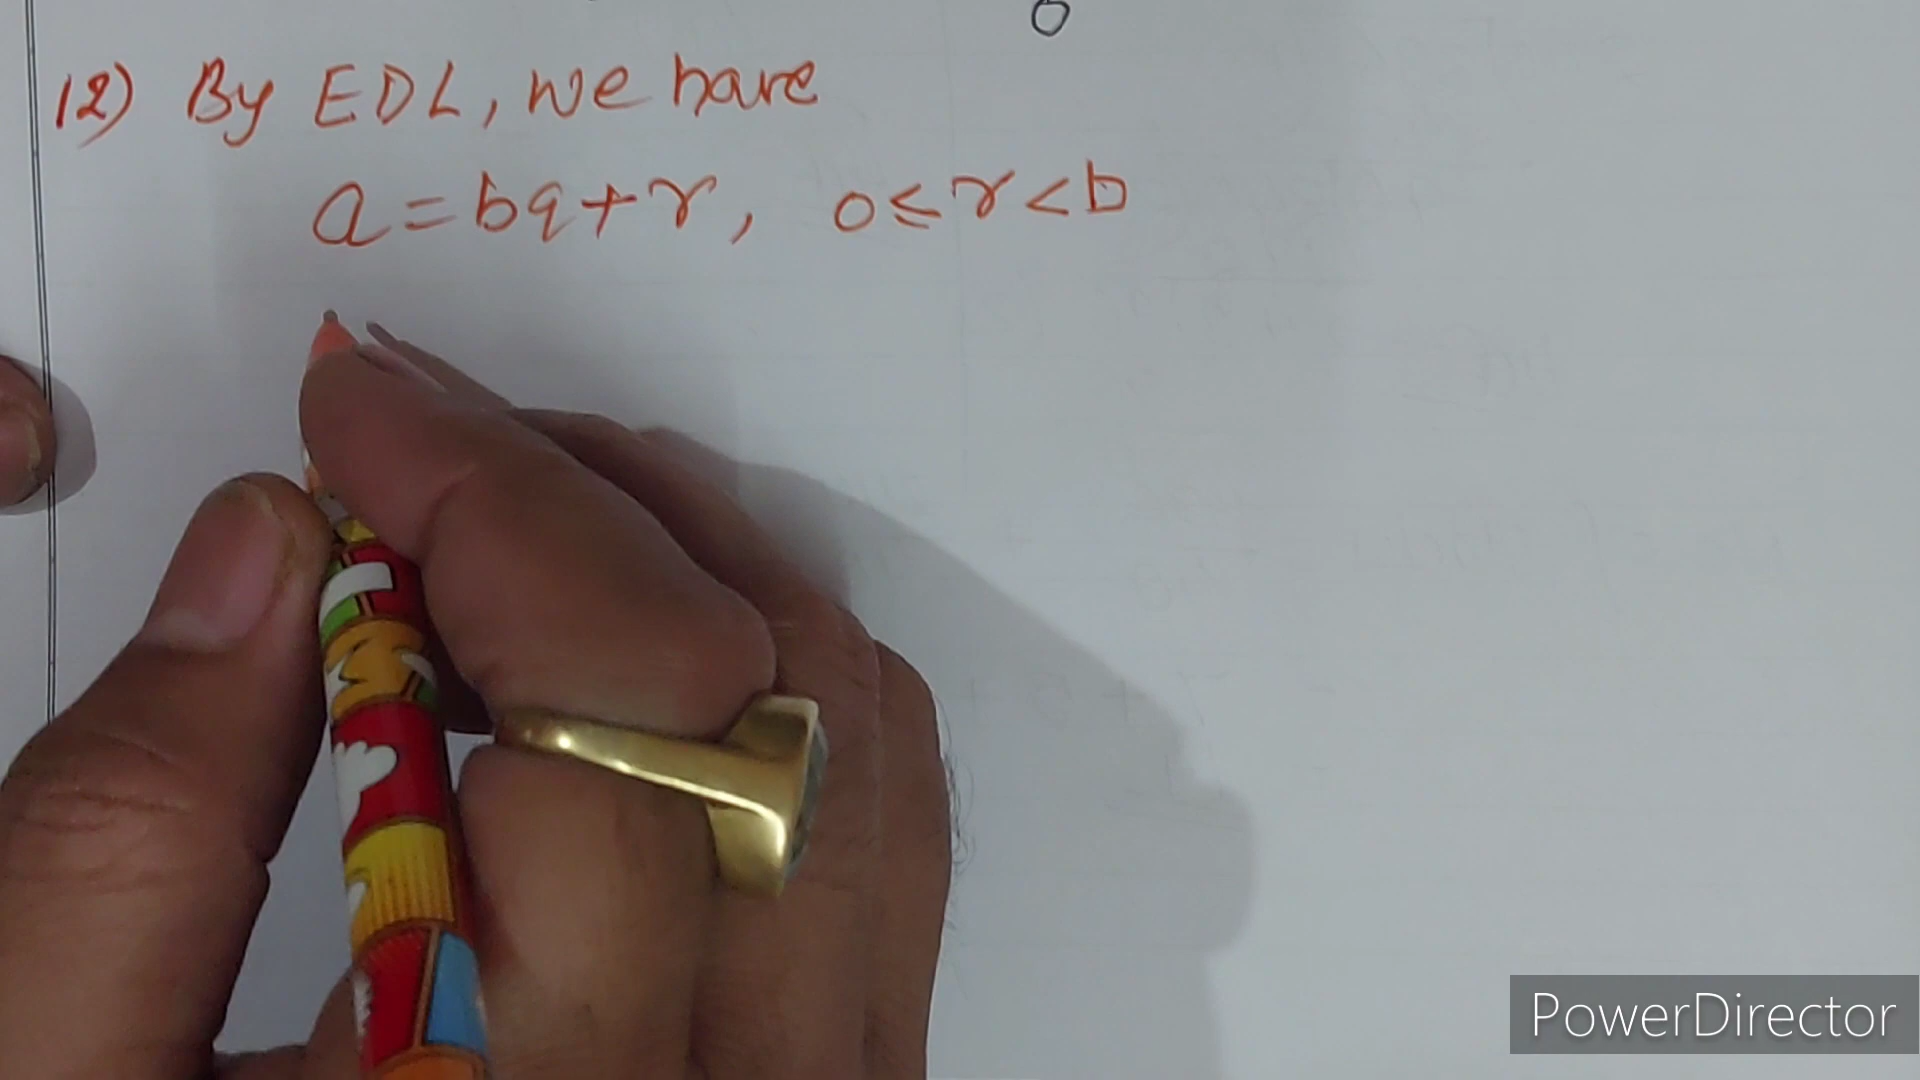 12) By EDL, we have
a = bq + r, 0 ≤ r < b
PowerDirector